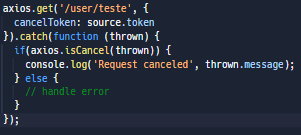 axios.get('/user/teste', {
  cancelToken: source.token
}).catch(function (thrown) {
  if(axios.isCancel(thrown)) {
    console.log('Request canceled', thrown.message);
  } else {
    // handle error
  }
});